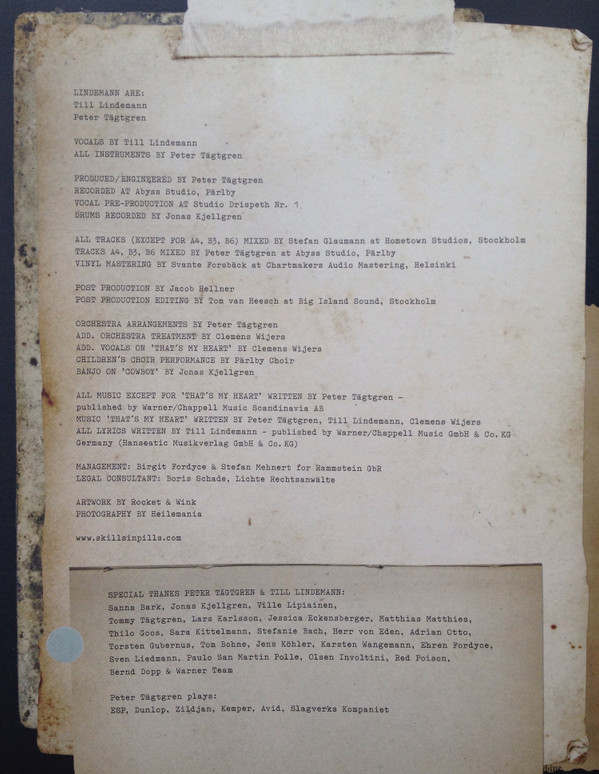 LINDEMANN ARE:
Till Lindemann
Peter Tägtgren
VOCALS BY Till Lindemann
ALL INSTRUMENTS BY Peter Tägtgren
PRODUCED/ENGINEERED BY Peter Tägtgren
RECORDED AT Abyss Studio, Pärlby
VOCAL PRE-PRODUCTION AT Studio Drispeth Nr. 1
DRUMS RECORDED BY Jonas Kjellgren
ALL TRACKS (EXCEPT FOR A4, B3, B6) MIXED BY Stefan Glaumann at Hometown Studios, Stockholm
TRACKS A4, B3, B6 MIXED BY Peter Tägtgren at Abyss Studio, Pärlby
VINYL MASTERING BY Svante Forsbäck at Chartmakers Audio Mastering, Helsinki
POST PRODUCTION BY Jacob Hellner
POST PRODUCTION EDITING BY Tom van Heesch at Big Island Sound, Stockholm
ORCHESTRA ARRANGEMENTS BY Peter Tägtgren
ADD. ORCHESTRA TREATMENT BY Clemens Wijers
ADD. VOCALS ON 'THAT´S MY HEART' BY Clemens Wijers
CHILDREN´S CHOIR PERFORMANCE BY Pärlby Choir
BANJO ON 'COWBOY' BY Jonas Kjellgren
ALL MUSIC EXCEPT FOR 'THAT´S MY HEART' WRITTEN BY Peter Tägtgren –
published by Warner/Chappell Music Scandinavia AB
MUSIC 'THAT´S MY HEART' WRITTEN BY Peter Tägtgren, Till Lindemann, Clemens Wijers
ALL LYRICS WRITTEN BY Till Lindemann – published by Warner/Chappell Music GmbH & Co. KG
Germany (Hanseatic Musikverlag GmbH & Co. KG)
MANAGEMENT: Birgit Fordyce & Stefan Mehnert for Rammstein GbR
LEGAL CONSULTANT: Boris Schade, Lichte Rechtsanwälte
ARTWORK BY Rocket & Wink
PHOTOGRAPHY BY Heilemania
www.skillsinpills.com
SPECIAL THANKS PETER TÄGTGREN & TILL LINDEMANN:
Sanna Bark, Jonas Kjellgren, Ville Lipiainen,
Tommy Tägtgren, Lars Karlsson, Jessica Eckensberger, Matthias Matthies,
Thilo Goos, Sara Kittelmann, Stefanie Bach, Herr von Eden, Adrian Otto,
Torsten Gubernus, Tom Bohne, Jens Köhler, Karsten Wangemann, Ehren Fordyce,
Sven Liedmann, Paulo San Martin Polle, Olsen Involtini, Red Poison,
Bernd Dopp & Warner Team
Peter Tägtgren plays:
ESP, Dunlop, Zildjan, Kemper, Avid, Slagverks Kompaniet